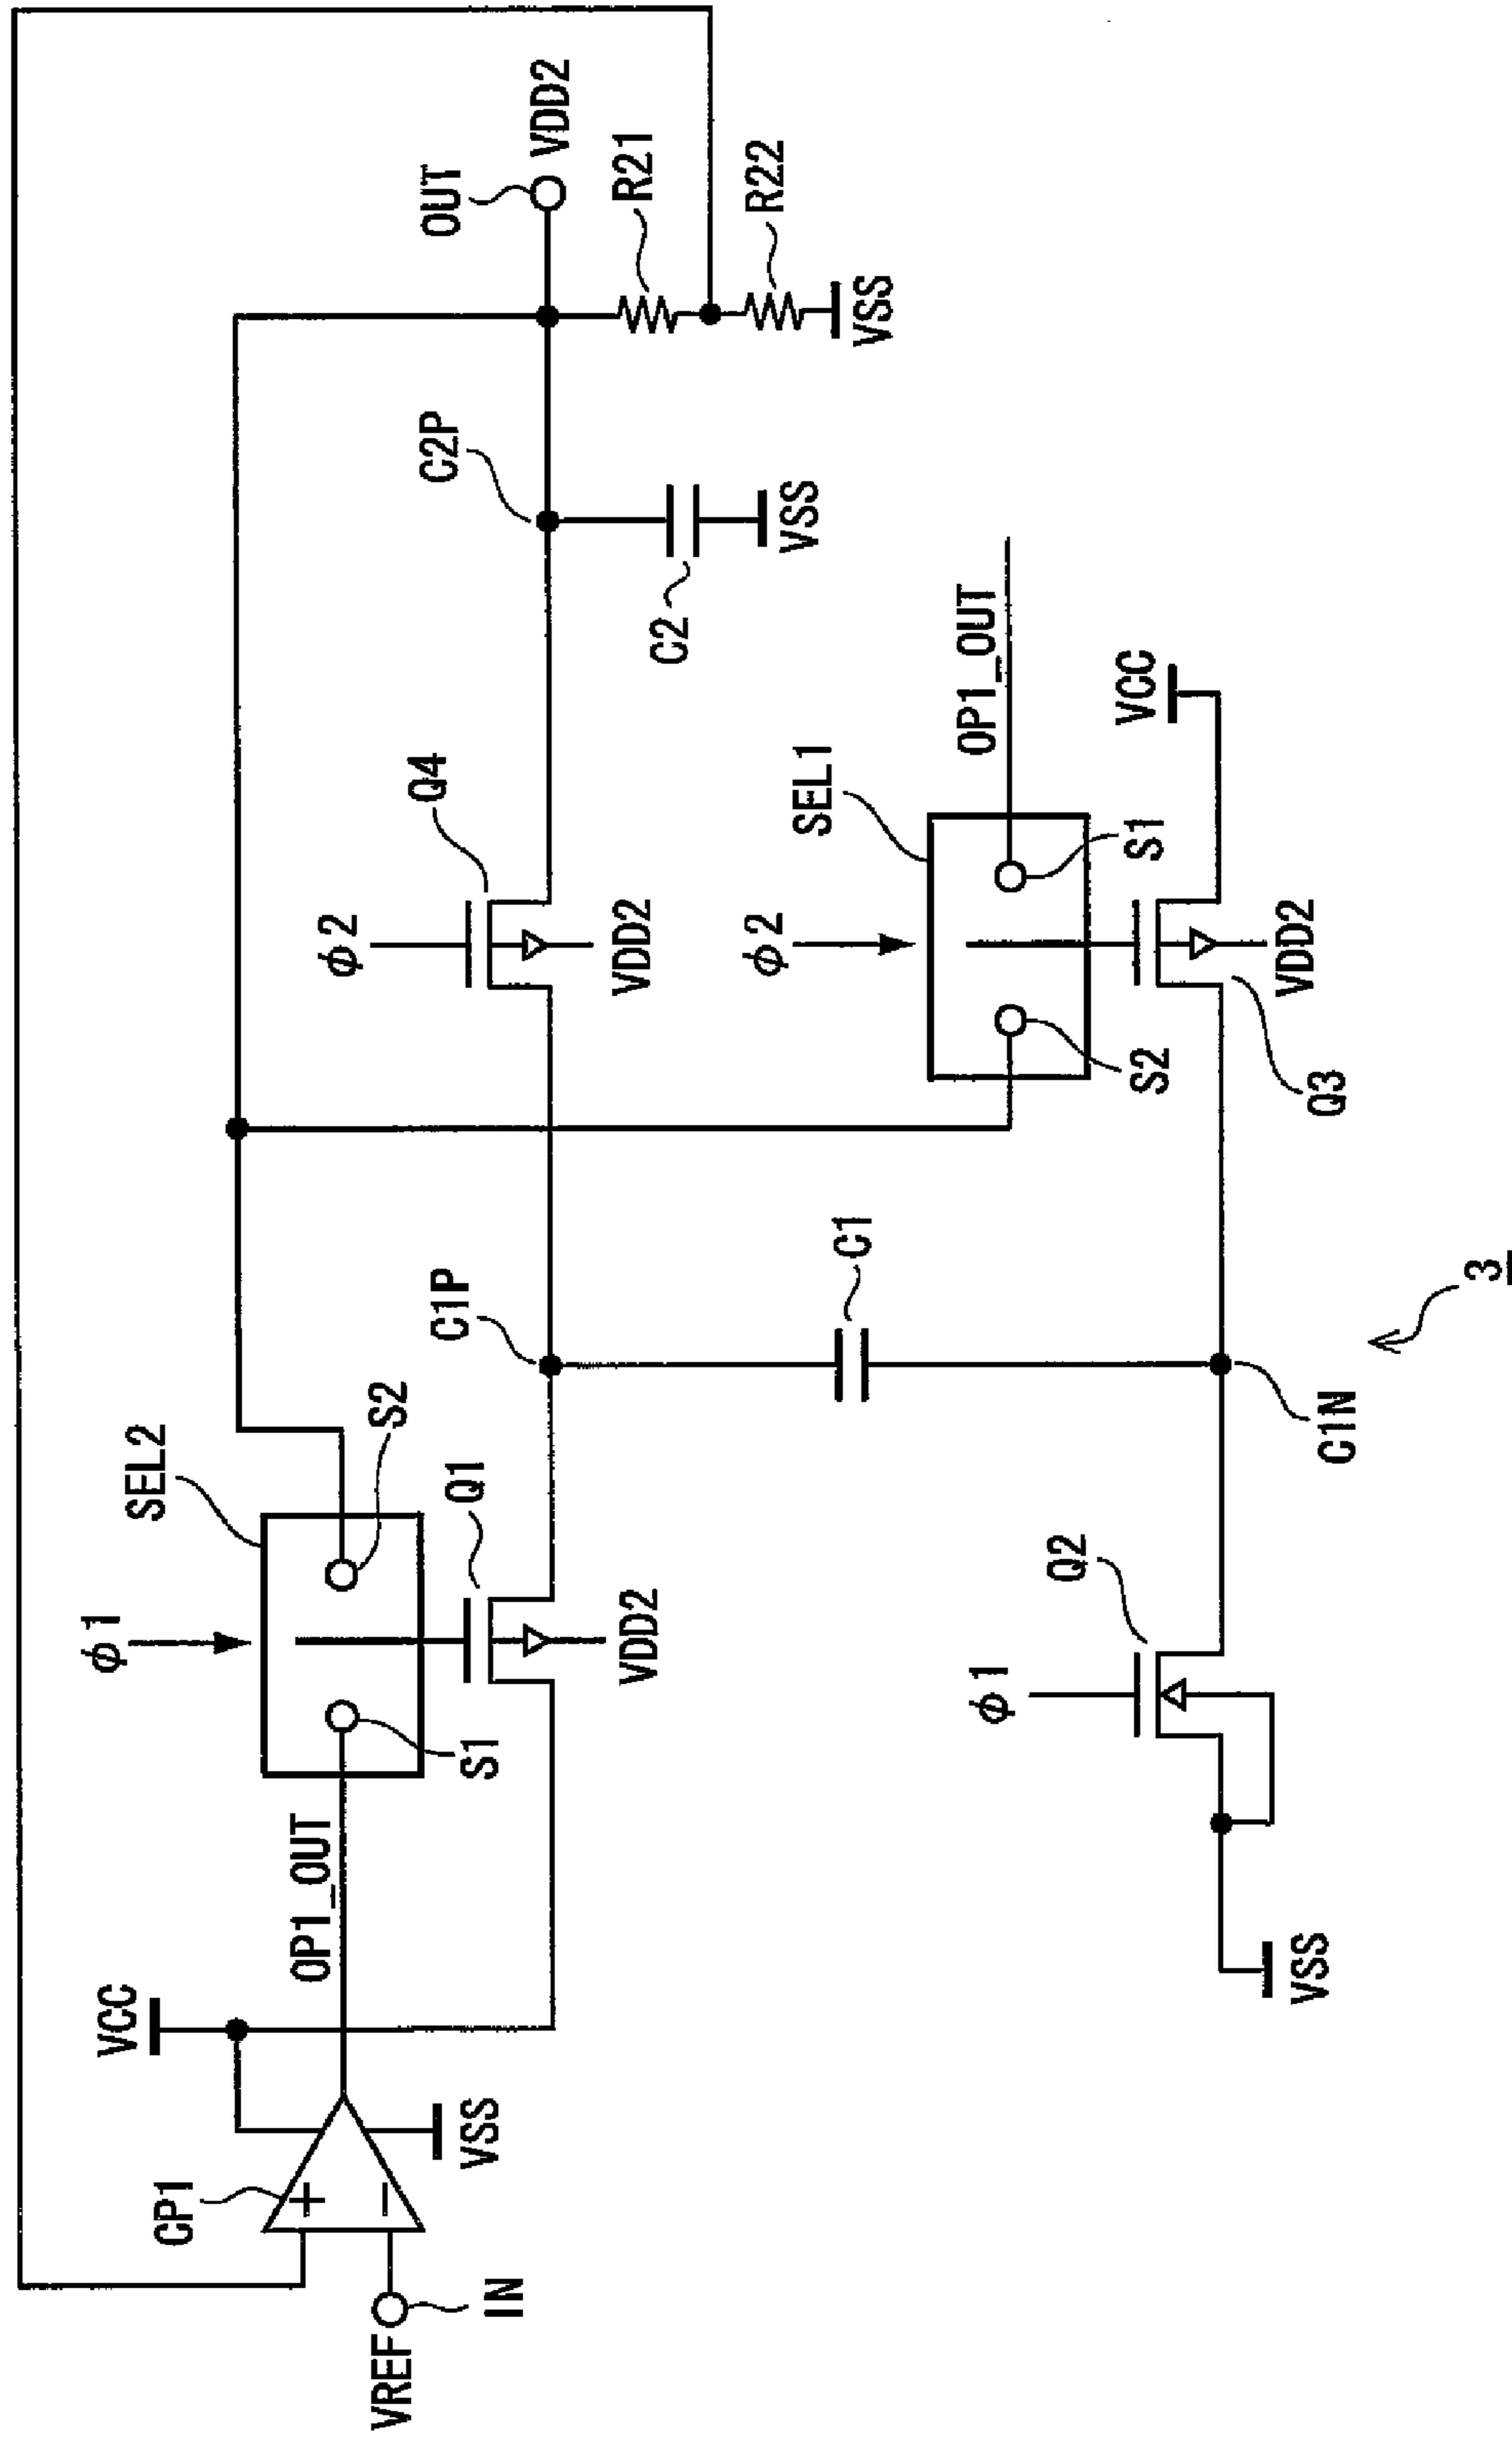 VREF
IN
CP1
VCC
VSS
OP1_OUT
φ1
SEL2
S1
S2
Q1
VDD2
φ1
Q2
VSS
C1P
C1
C1N
φ2
Q4
VDD2
φ2
SEL1
S2
S1
OP1_OUT
Q3
VDD2
VCC
C2P
C2
VSS
OUT
VDD2
R21
R22
VSS
3